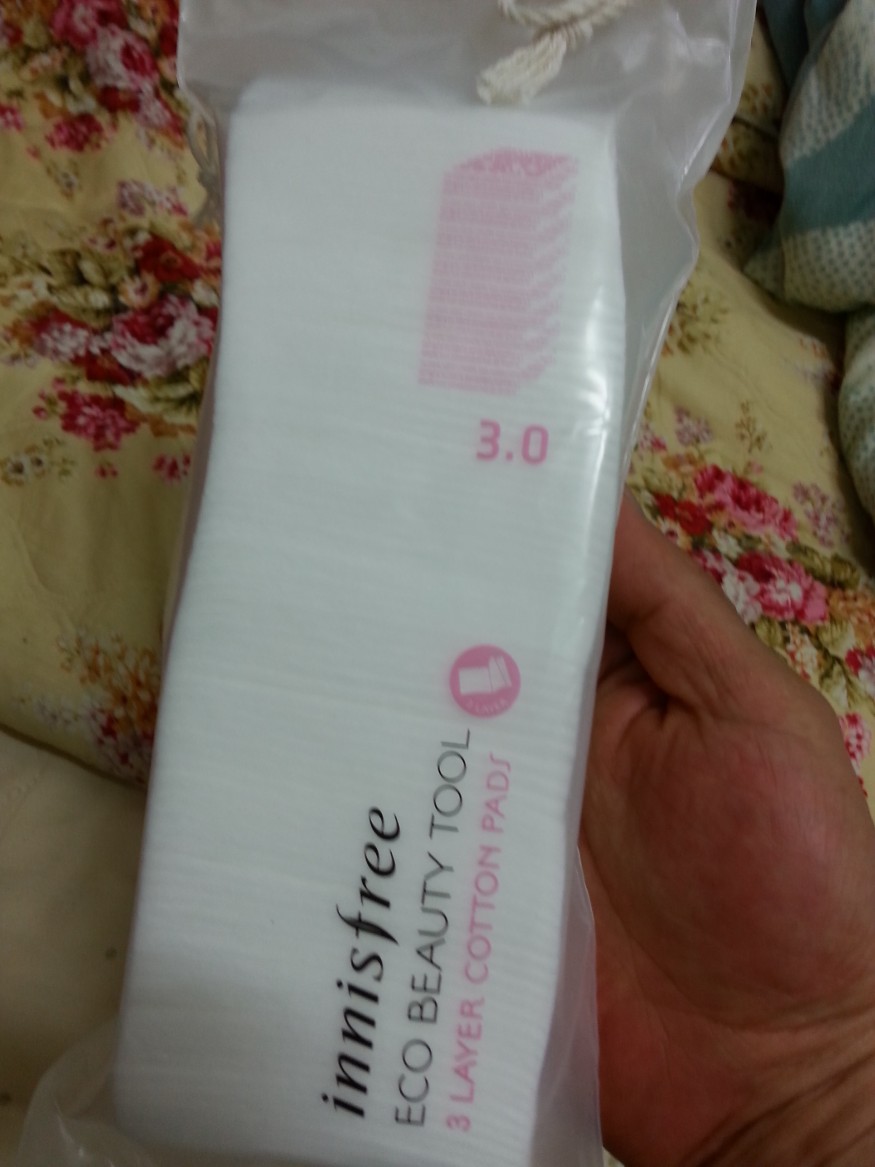 3.0
innisfree
ECO BEAUTY TOOL
3 LAYER COTTON PADS